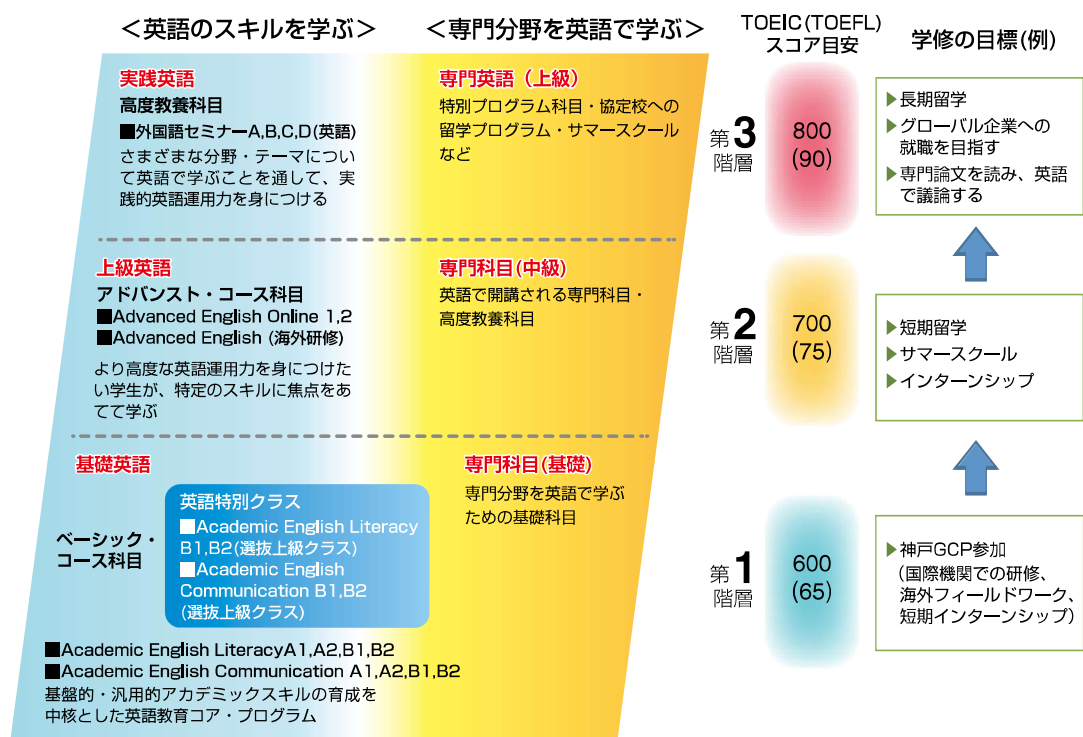 <英語のスキルを学ぶ>
<専門分野を英語で学ぶ>
TOEIC(TOEFL)
スコア目安
学修の目標(例)
実践英語
高度教養科目
■外国語セミナーA,B,C,D(英語)
さまざまな分野・テーマについ
て英語で学ぶことを通して、実
践的英語運用力を身につける
専門英語（上級）
特別プログラム科目・協定校への
留学プログラム・サマースクール
など
第3
階層
800
(90)
▶長期留学
▶グローバル企業への
就職を目指す
▶専門論文を読み、英語
で議論する
上級英語
アドバンスト・コース科目
■Advanced English Online 1,2
■Advanced English (海外研修)
より高度な英語運用力を身につけた
い学生が、特定のスキルに焦点をあ
てて学ぶ
専門科目(中級)
英語で開講される専門科目・
高度教養科目
第2
階層
700
(75)
▶短期留学
▶サマースクール
▶インターンシップ
基礎英語
ベーシック・
コース科目
英語特別クラス
■Academic English Literacy
B1,B2(選抜上級クラス)
■Academic English
Communication B1,B2
(選抜上級クラス)
■Academic English LiteracyA1,A2,B1,B2
■Academic English Communication A1,A2,B1,B2
基盤的・汎用的アカデミックスキルの育成を
中核とした英語教育コア・プログラム
専門科目(基礎)
専門分野を英語で学ぶ
ための基礎科目
第1
階層
600
(65)
▶神戸GCP参加
(国際機関での研修、
海外フィールドワーク、
短期インターンシップ)